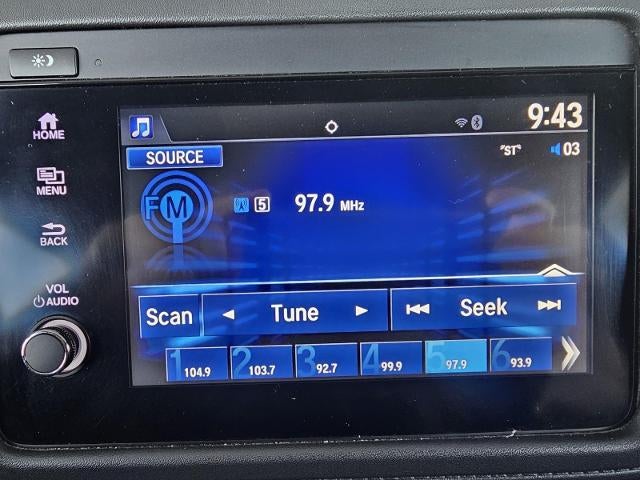 9:43
HOME
SOURCE
"ST"
03
MENU
FM
5
97.9 MHz
BACK
VOL
AUDIO
Scan
Tune
Seek
1 104.9
2 103.7
3 92.7
4 99.9
5 97.9
6 93.9